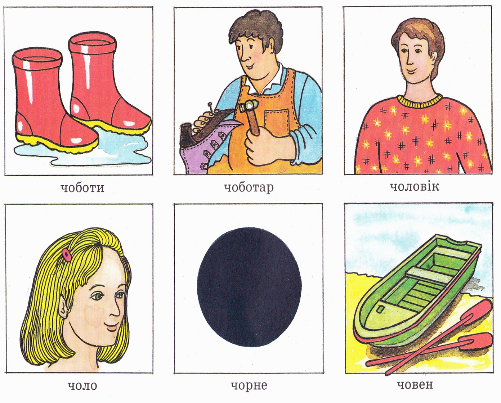 чоботи чоботар чоловік
чоло чорне човен